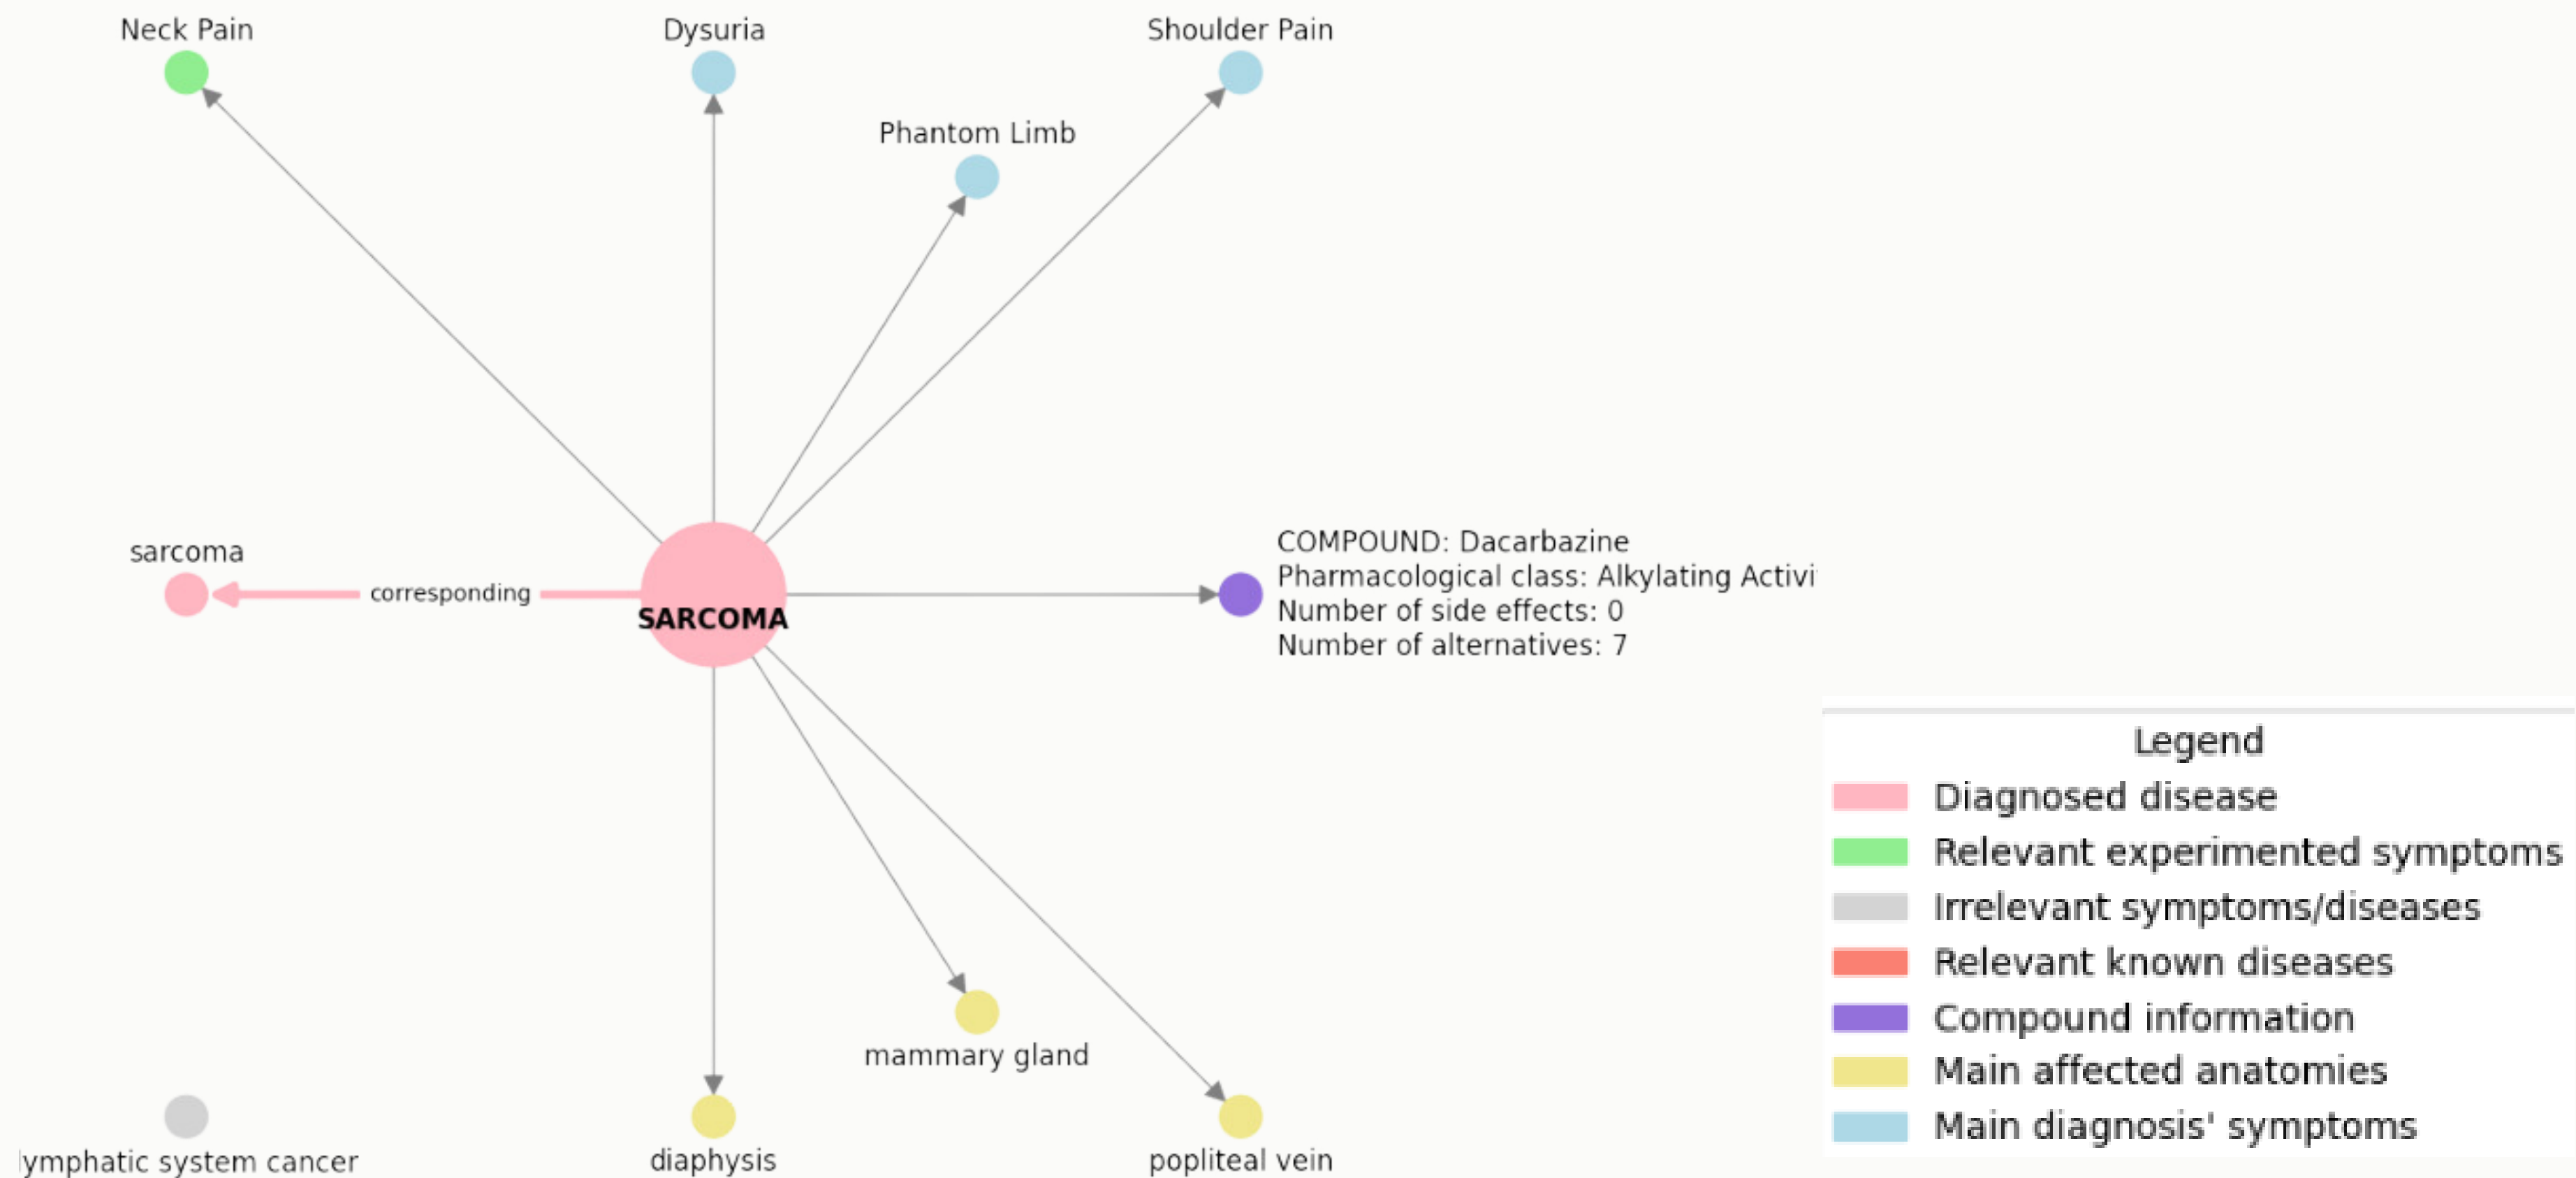 Neck Pain
Dysuria
Shoulder Pain
Phantom Limb
sarcoma
corresponding
SARCOMA
COMPOUND: Dacarbazine
Pharmacological class: Alkylating
Number of side effects: 0
Number of alternatives: 7
mammary gland
system cancer
diaphysis
popliteal vein
Legend
Diagnosed disease
Relevant experimented symptoms
Irrelevant symptoms/diseases
Relevant known diseases
Compound information
Main affected anatomies
Main diagnosis' symptoms